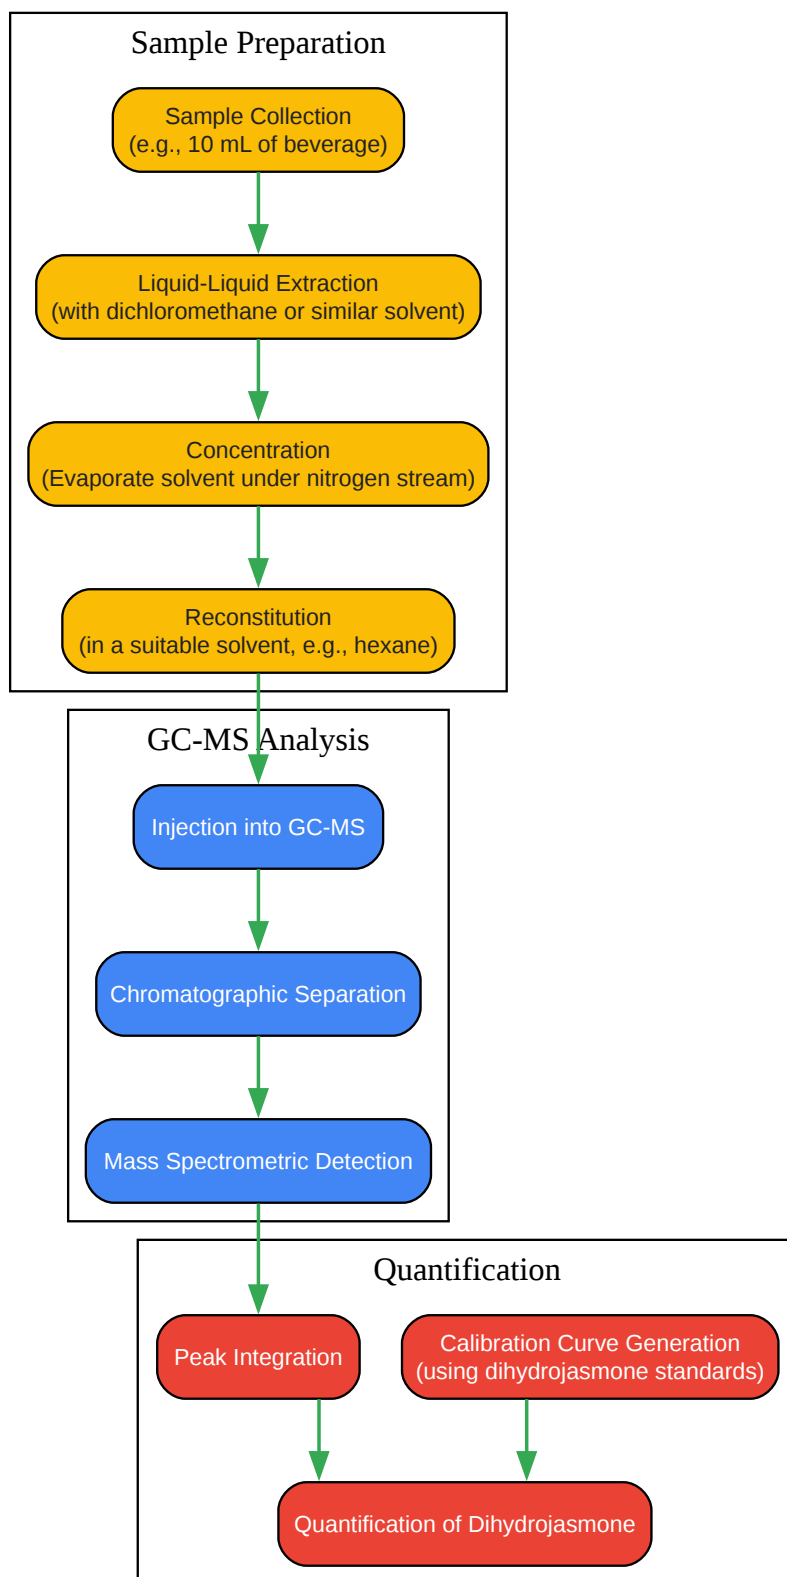 Sample Preparation
Sample Collection
(e.g., 10 mL of beverage)
Liquid-Liquid Extraction
(with dichloromethane or similar solvent)
Concentration
(Evaporate solvent under nitrogen stream)
Reconstitution
(in a suitable solvent, e.g., hexane)
GC-MS Analysis
Injection into GC-MS
Chromatographic Separation
Mass Spectrometric Detection
Quantification
Peak Integration
Calibration Curve Generation
(using dihydrojasmone standards)
Quantification of Dihydrojasmone